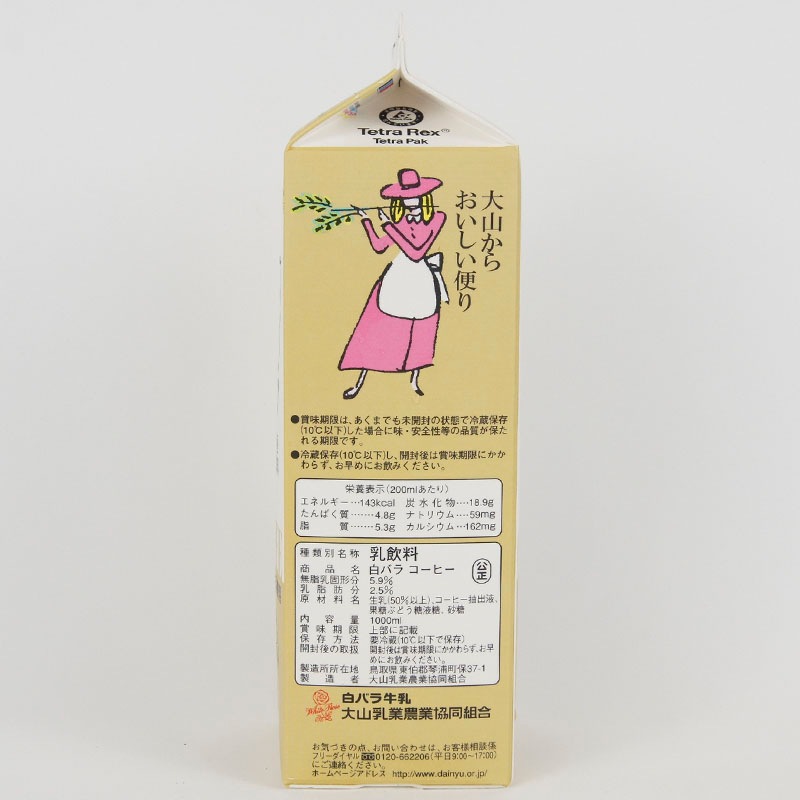 Tetra Rex®
Tetra Pak
大山から
おいしい便り
●賞味期限は、あくまでも未開封の状態で冷蔵保存
(10℃以下)した場合に味・安全性等の品質が保た
れる期限です。
●冷蔵保存(10℃以下)し、開封後は賞味期限にかか
わらず、お早めにお飲みください。
栄養表示(200mlあたり)
エネルギー…143kcal 炭水化物……18.9g
たんぱく質……4.8g ナトリウム……59mg
脂質……5.3g カルシウム……162mg
種類別名称 乳飲料
商品名 白バラ コーヒー
公正
無脂乳固形分 5.9%
乳脂肪分 2.5%
原材料名 生乳(50%以上)、コーヒー抽出液、
果糖ぶどう糖液糖、砂糖
内容量 1000ml
賞味期限 上部に記載
保存方法 要冷蔵(10℃以下で保存)
開封後の取扱 開封後は賞味期限にかかわらず、お早
めにお飲みください。
製造所所在地 鳥取県東伯郡琴浦町保37-1
製造者 大山乳業農業協同組合
White Rose
白バラ牛乳
大山乳業農業協同組合
お気づきの点、お問い合わせは、お客様相談係
フリーダイヤル 0120-662206(平日9:00~17:00)
にご連絡ください。
ホームページアドレス http://www.dainyu.or.jp/